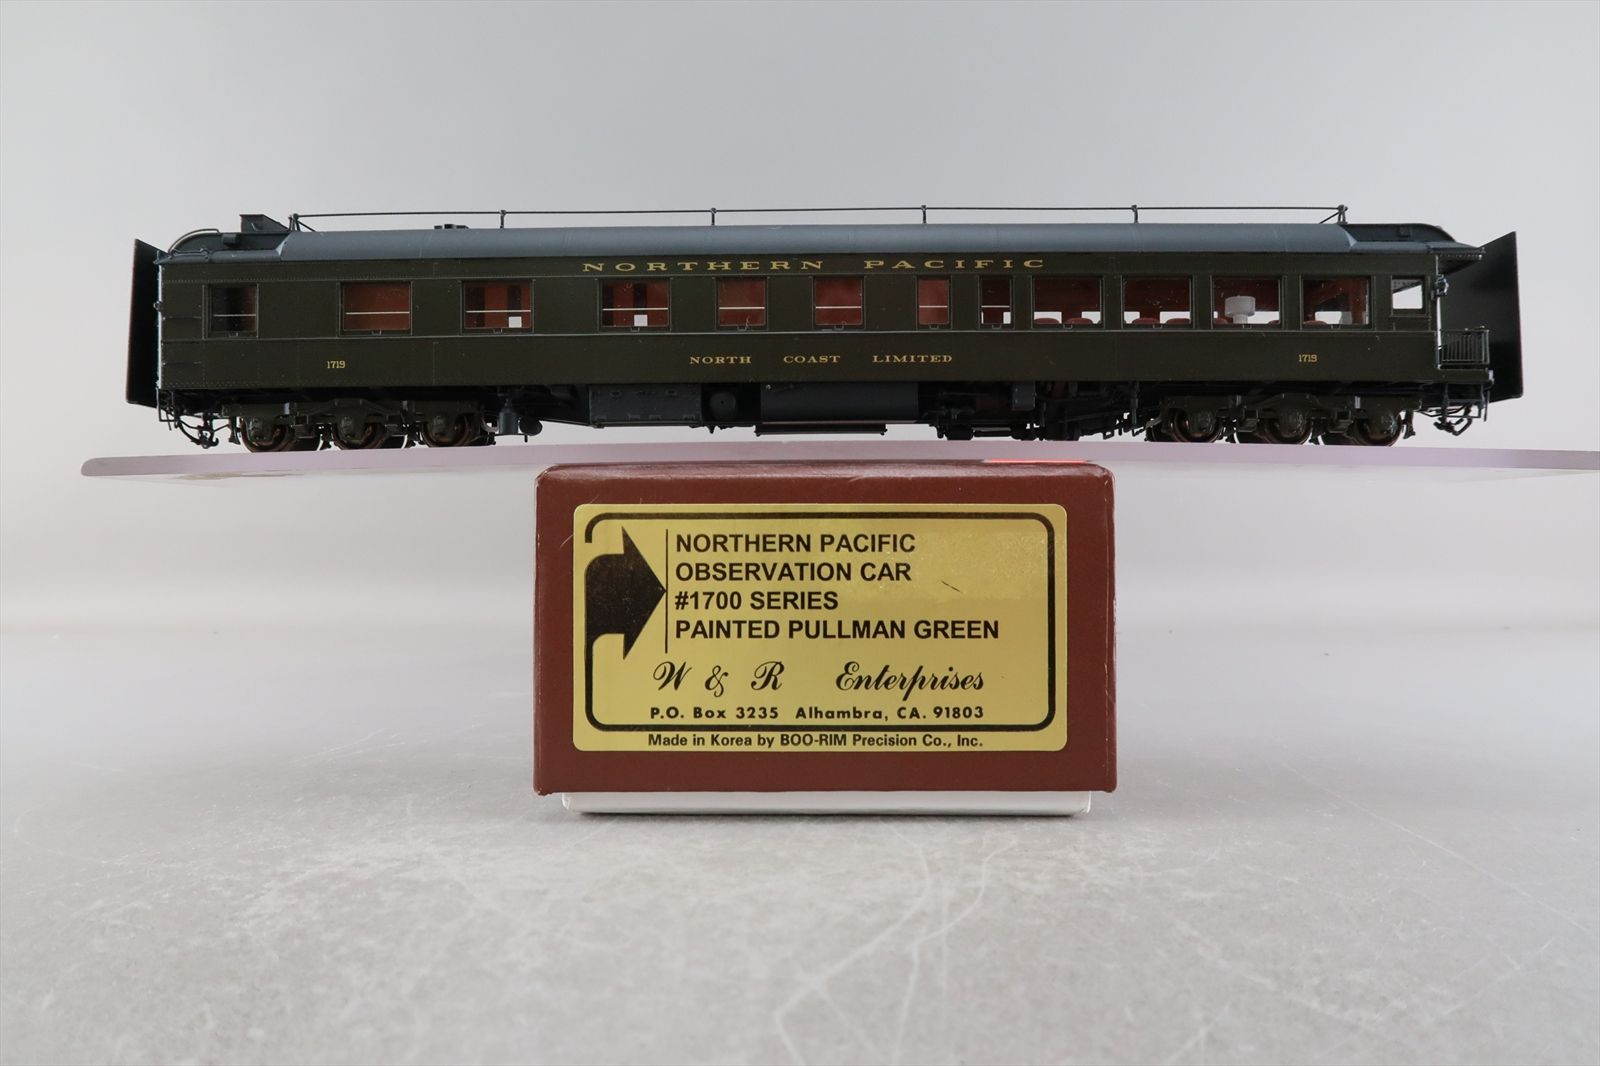 NORTHERN PACIFIC
1719 NORTH COAST LIMITED 1719
NORTHERN PACIFIC
OBSERVATION CAR
#1700 SERIES
PAINTED PULLMAN GREEN
W & R Enterprises
P.O. Box 3235 Alhambra, CA. 91803
Made in Korea by BOO-RIM Precision Co., Inc.